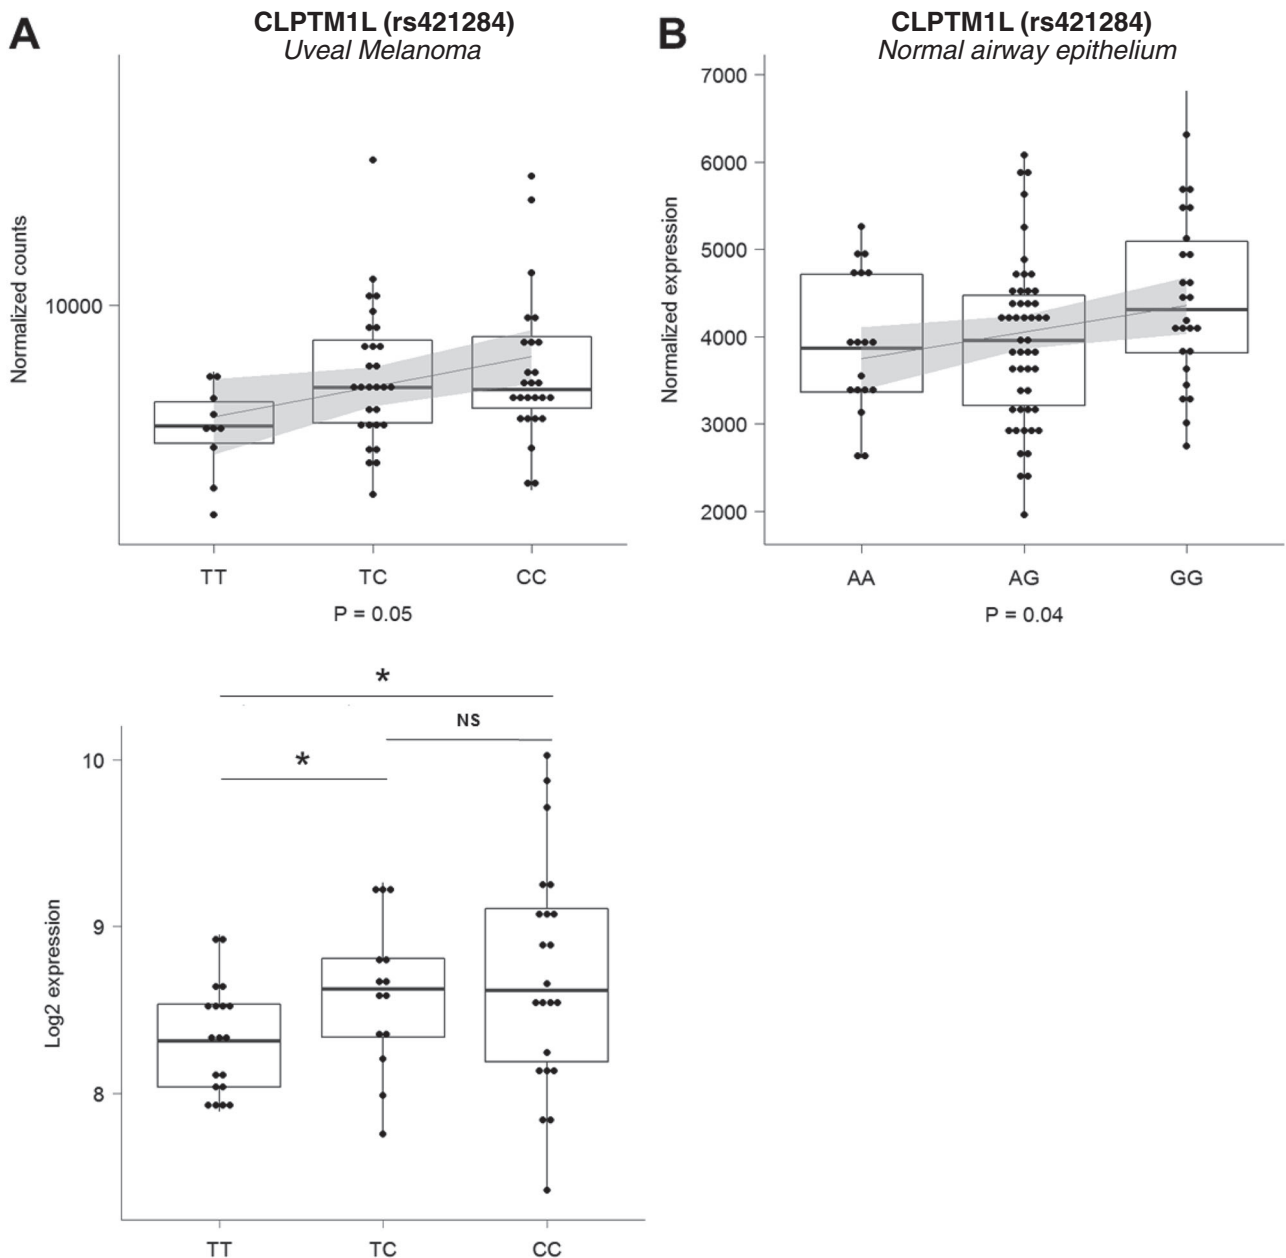 A
CLPTM1L (rs421284)
Uveal Melanoma
Normalized counts
10000
TT TC CC
P = 0.05
B
CLPTM1L (rs421284)
Normal airway epithelium
Normalized expression
7000
6000
5000
4000
3000
2000
AA AG GG
P = 0.04
*
NS
*
Log2 expression
10
9
8
TT TC CC